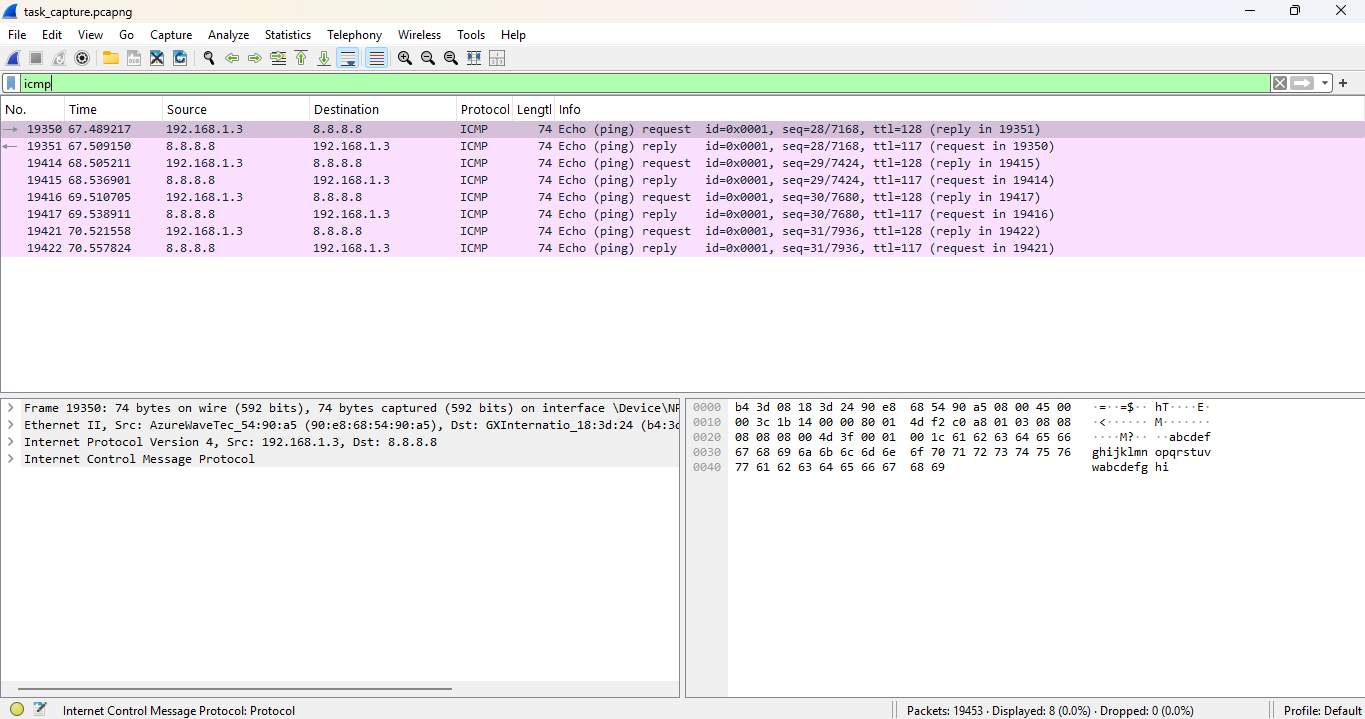 task_capture.pcapng
File Edit View Go Capture Analyze Statistics Telephony Wireless Tools Help
icmp
No. Time Source Destination Protocol Lengtl Info
19350 67.489217 192.168.1.3 8.8.8.8 ICMP 74 Echo (ping) request id=0x0001, seq=28/7168, ttl=128 (reply in 19351)
19351 67.509150 8.8.8.8 192.168.1.3 ICMP 74 Echo (ping) reply id=0x0001, seq=28/7168, ttl=117 (request in 19350)
19414 68.505211 192.168.1.3 8.8.8.8 ICMP 74 Echo (ping) request id=0x0001, seq=29/7424, ttl=128 (reply in 19415)
19415 68.536901 8.8.8.8 192.168.1.3 ICMP 74 Echo (ping) reply id=0x0001, seq=29/7424, ttl=117 (request in 19414)
19416 69.510705 192.168.1.3 8.8.8.8 ICMP 74 Echo (ping) request id=0x0001, seq=30/7680, ttl=128 (reply in 19417)
19417 69.538911 8.8.8.8 192.168.1.3 ICMP 74 Echo (ping) reply id=0x0001, seq=30/7680, ttl=117 (request in 19416)
19421 70.521558 192.168.1.3 8.8.8.8 ICMP 74 Echo (ping) request id=0x0001, seq=31/7936, ttl=128 (reply in 19422)
19422 70.557824 8.8.8.8 192.168.1.3 ICMP 74 Echo (ping) reply id=0x0001, seq=31/7936, ttl=117 (request in 19421)
Frame 19350: 74 bytes on wire (592 bits), 74 bytes captured (592 bits) on interface \Device\NF
Ethernet II, Src: AzureWaveTec_54:90:a5 (90:e8:68:54:90:a5), Dst: GXInternatio_18:3d:24 (b4:3d
Internet Protocol Version 4, Src: 192.168.1.3, Dst: 8.8.8.8
Internet Control Message Protocol
0000 b4 3d 08 18 3d 24 90 e8 68 54 90 a5 08 00 45 00 ·=··=$·· hT····E·
0010 00 3c 1b 14 00 00 80 01 4d f2 c0 a8 01 03 08 08 ·<······ M·······
0020 08 08 08 00 4d 3f 00 01 00 1c 61 62 63 64 65 66 ····M?·· ··abcdef
0030 67 68 69 6a 6b 6c 6d 6e 6f 70 71 72 73 74 75 76 ghijklmn opqrstuv
0040 77 61 62 63 64 65 66 67 68 69 wabcdefg hi
Internet Control Message Protocol: Protocol
Packets: 19453 · Displayed: 8 (0.0%) · Dropped: 0 (0.0%)
Profile: Default